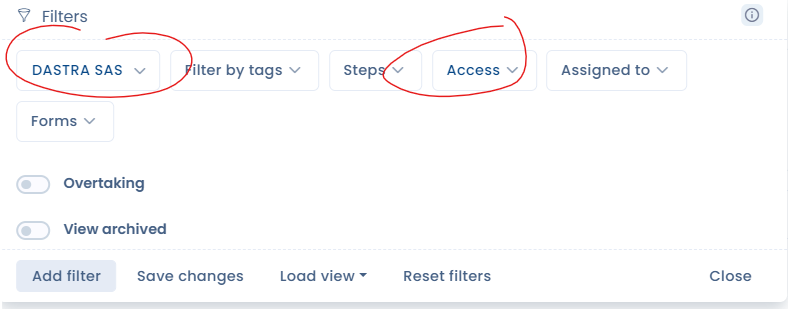 Filters
DASTRA SAS Filter by tags Steps Access Assigned to
Forms
Overtaking
View archived
Add filter Save changes Load view Reset filters Close